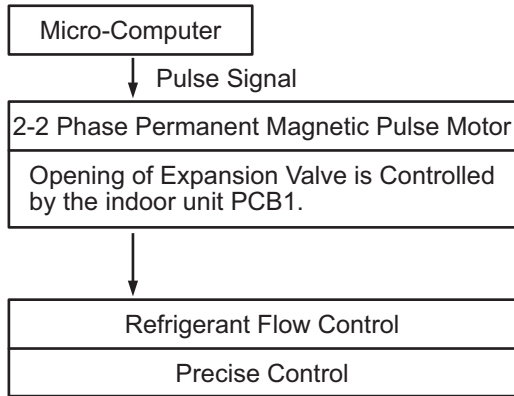 Micro-Computer
Pulse Signal
2-2 Phase Permanent Magnetic Pulse Motor
Opening of Expansion Valve is Controlled
by the indoor unit PCB1.
Refrigerant Flow Control
Precise Control